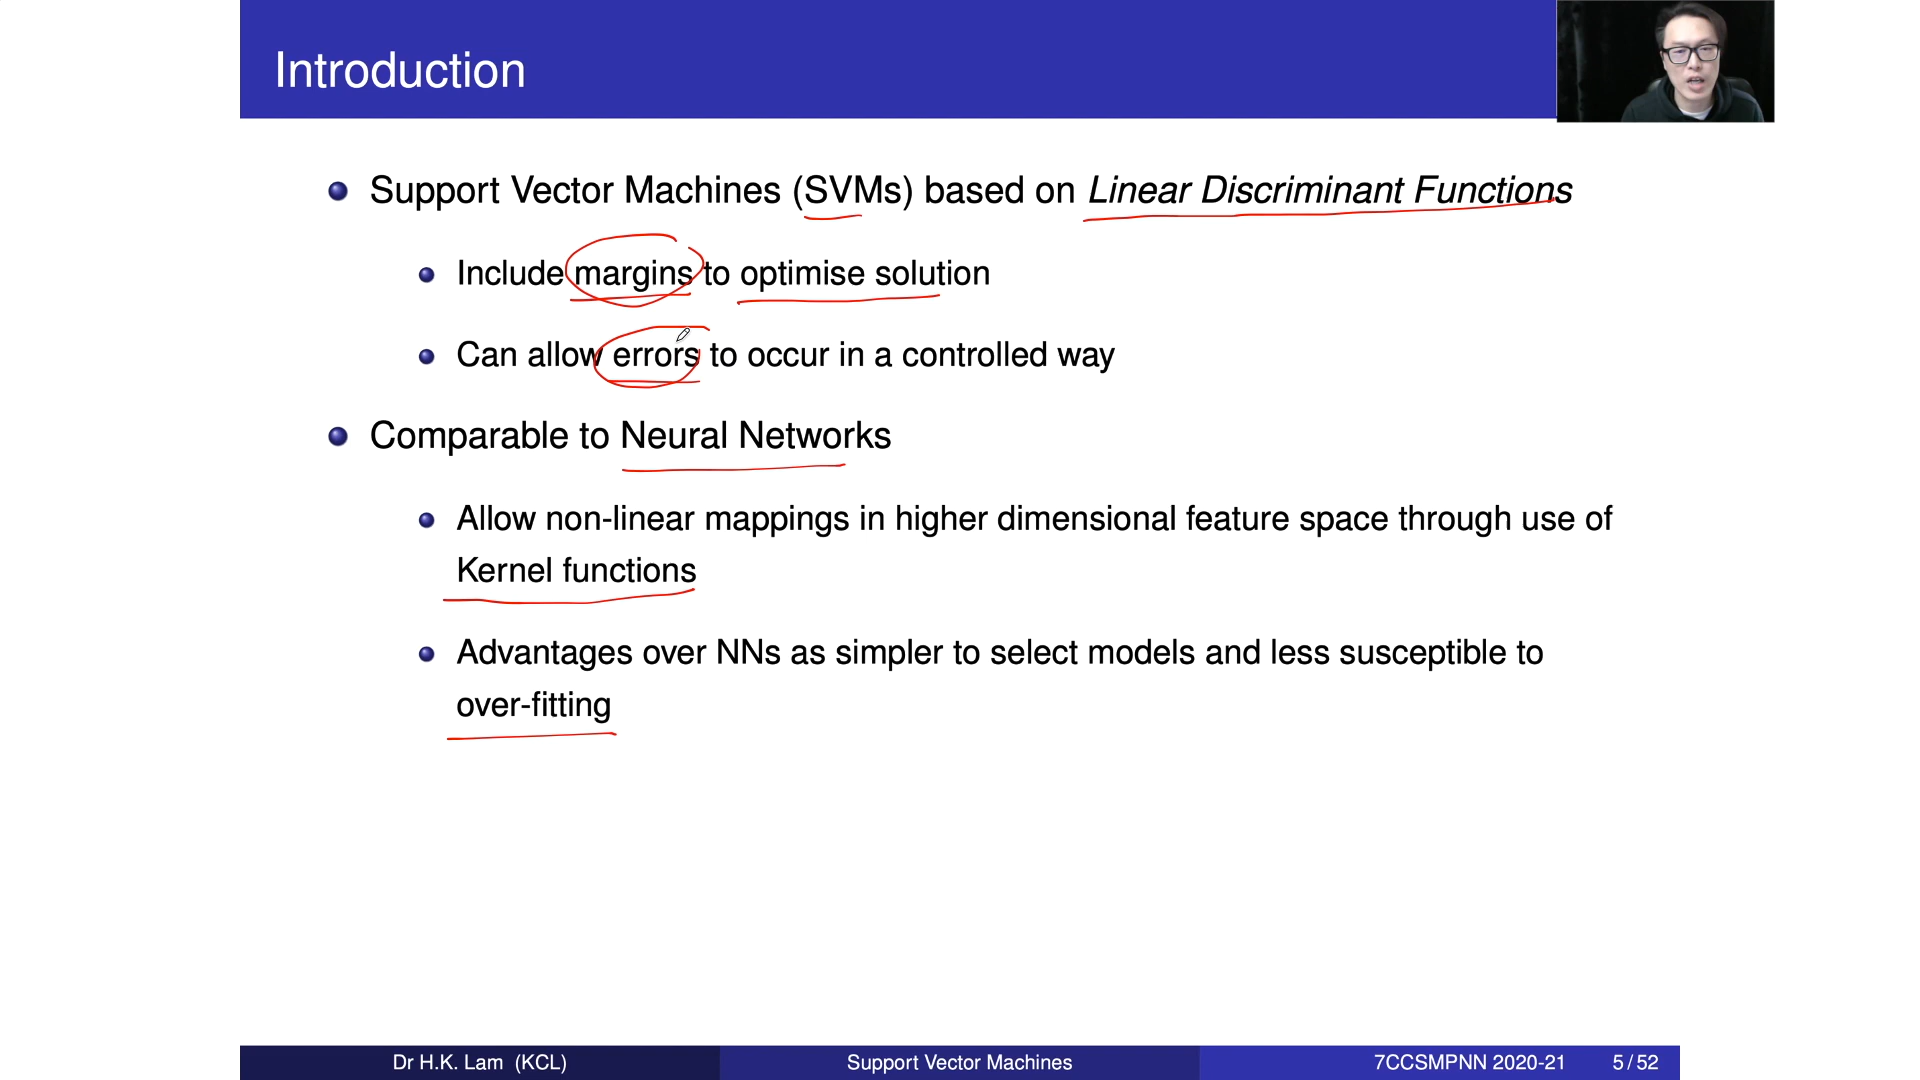 Introduction
Support Vector Machines (SVMs) based on Linear Discriminant Functions
Include margins to optimise solution
Can allow errors to occur in a controlled way
Comparable to Neural Networks
Allow non-linear mappings in higher dimensional feature space through use of
Kernel functions
Advantages over NNs as simpler to select models and less susceptible to
over-fitting
Dr H.K. Lam (KCL) Support Vector Machines 7CCSMPNN 2020-21 5 / 52